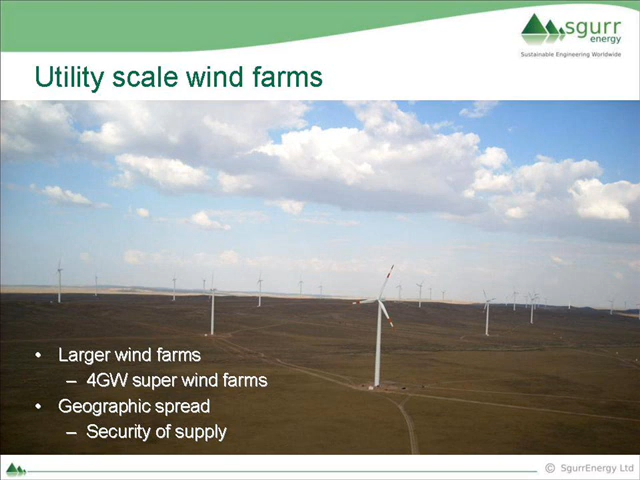 sgurr
energy
Sustainable Engineering Worldwide
Utility scale wind farms
• Larger wind farms
– 4GW super wind farms
• Geographic spread
– Security of supply
© SgurrEnergy Ltd